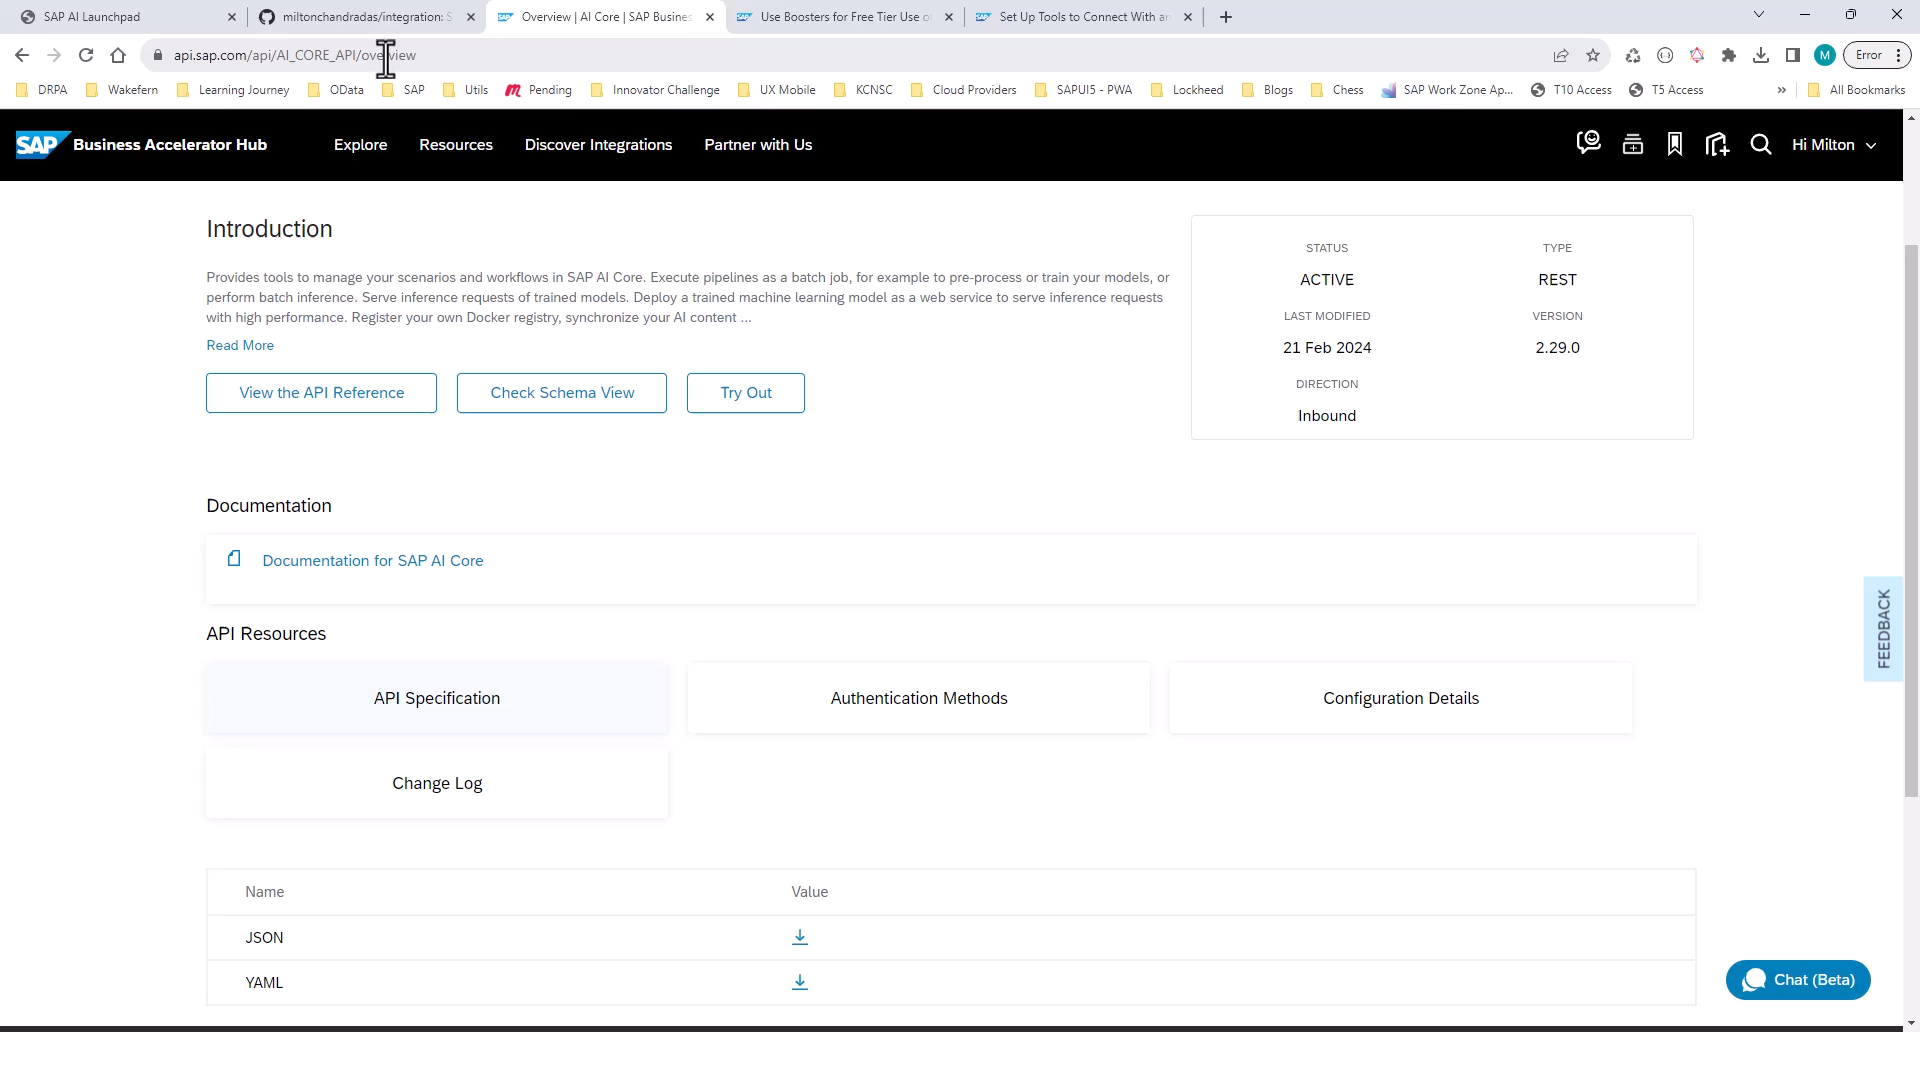 SAP AI Launchpad
miltonchandradas/integration: S
Overview | AI Core | SAP Busines
Use Boosters for Free Tier Use o
Set Up Tools to Connect With an
api.sap.com/api/AI_CORE_API/overview
M
Error
DRPA
Wakefern
Learning Journey
OData
SAP
Utils
Pending
Innovator Challenge
UX Mobile
KCNSC
Cloud Providers
SAPUI5 - PWA
Lockheed
Blogs
Chess
SAP Work Zone Ap...
T10 Access
T5 Access
»
All Bookmarks
SAP Business Accelerator Hub
Explore
Resources
Discover Integrations
Partner with Us
Hi Milton
Introduction
Provides tools to manage your scenarios and workflows in SAP AI Core. Execute pipelines as a batch job, for example to pre-process or train your models, or
perform batch inference. Serve inference requests of trained models. Deploy a trained machine learning model as a web service to serve inference requests
with high performance. Register your own Docker registry, synchronize your AI content ...
Read More
View the API Reference
Check Schema View
Try Out
STATUS
TYPE
ACTIVE
REST
LAST MODIFIED
VERSION
21 Feb 2024
2.29.0
DIRECTION
Inbound
Documentation
Documentation for SAP AI Core
API Resources
API Specification
Authentication Methods
Configuration Details
Change Log
FEEDBACK
Name
Value
JSON
YAML
Chat (Beta)